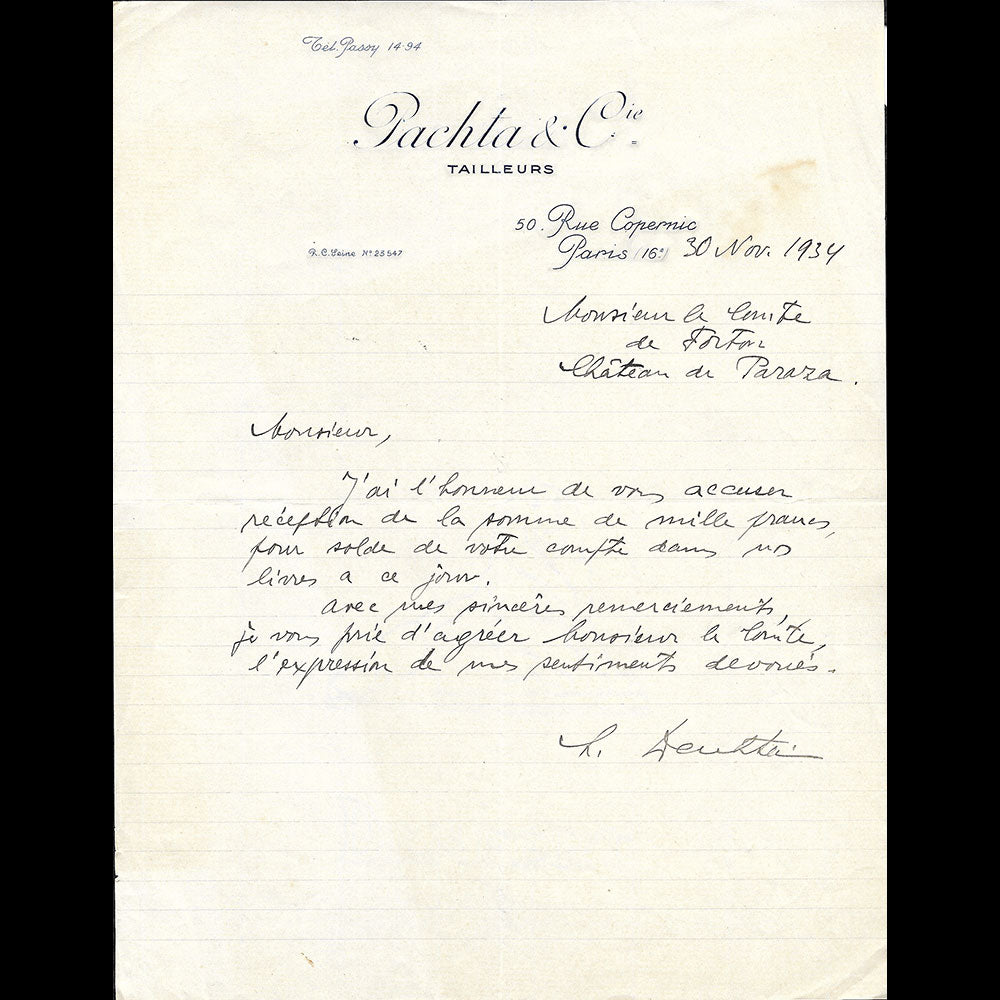 Tel. Passy 14-94
Pachta & Cie
TAILLEURS
50. Rue Copernic
R.C. Seine No 23547
Paris (16e) 30 Nov. 1934
Monsieur le Comte
de Forton
Château de Paraza.
Monsieur,
J'ai l'honneur de vous accuser
réception de la somme de mille francs,
pour solde de votre compte dans nos
livres a ce jour.
avec mes sincères remerciements,
je vous prie d'agréer Monsieur le Comte,
l'expression de mes sentiments dévoués.